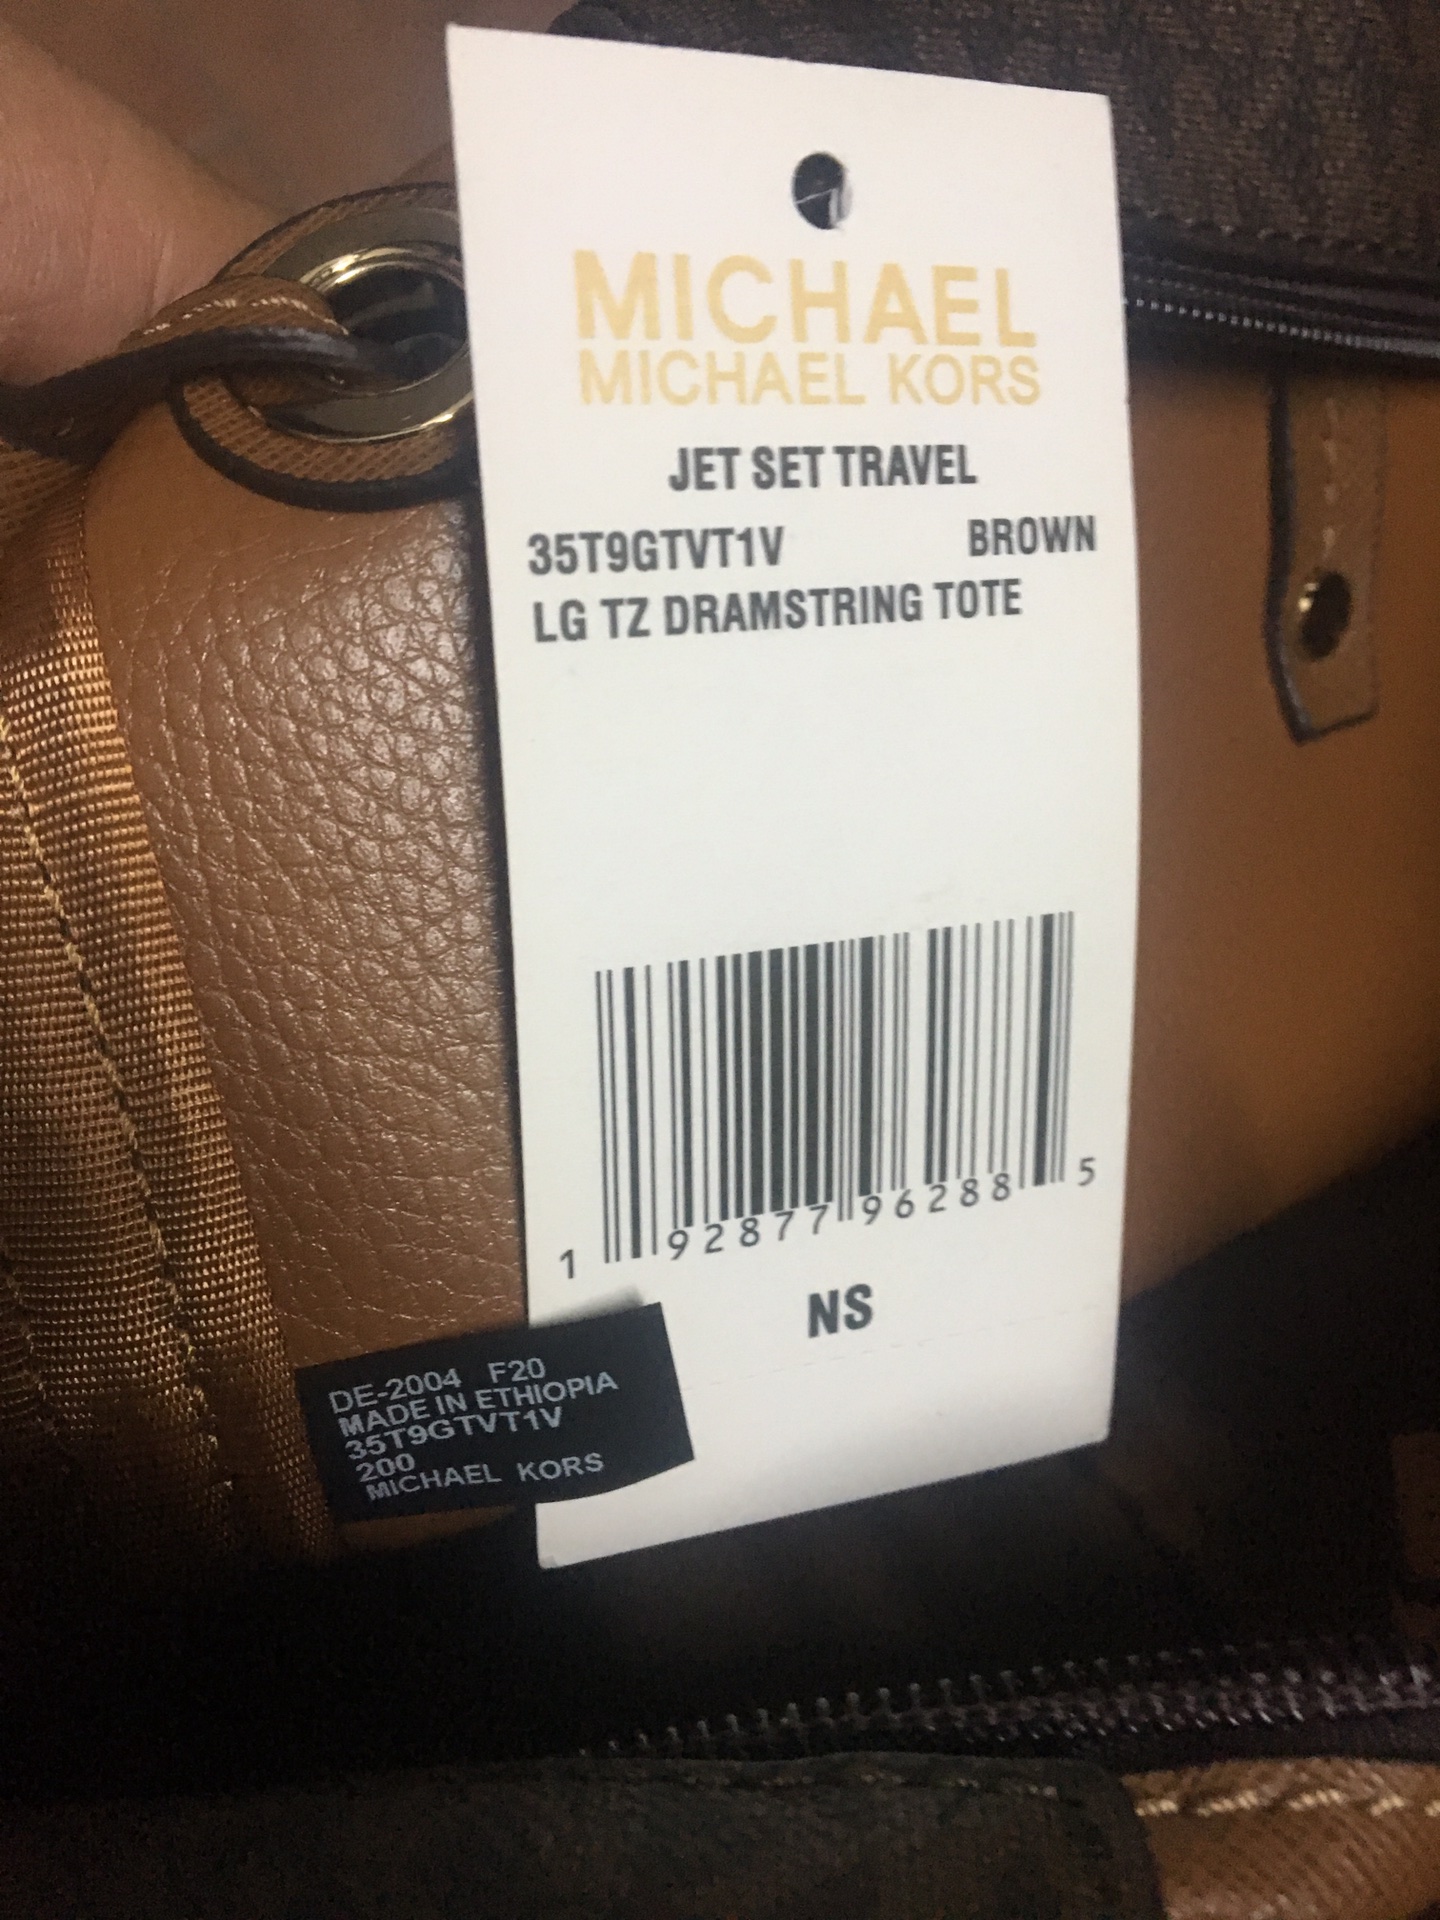 MICHAEL
MICHAEL KORS
JET SET TRAVEL
35T9GTVT1V BROWN
LG TZ DRAMSTRING TOTE
1 92877 96288 5
NS
DE-2004 F20
MADE IN ETHIOPIA
35T9GTVT1V
200
MICHAEL KORS